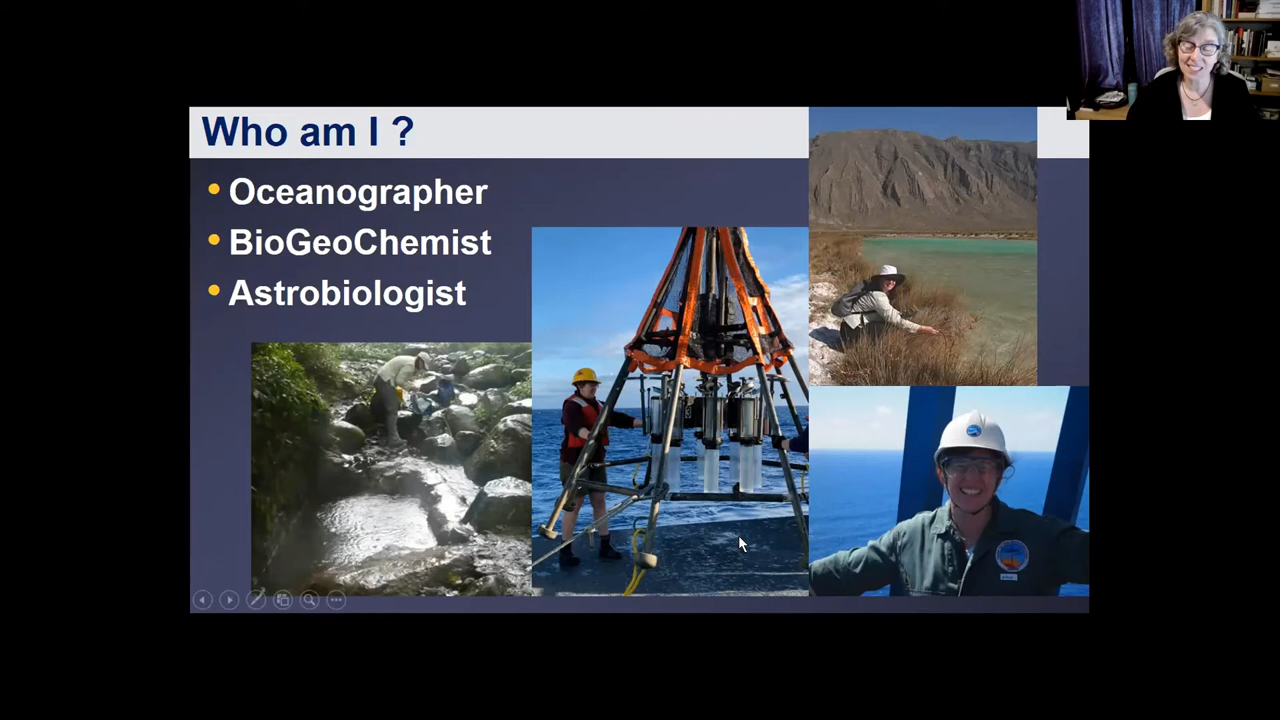 Who am I ?
• Oceanographer
• BioGeoChemist
• Astrobiologist